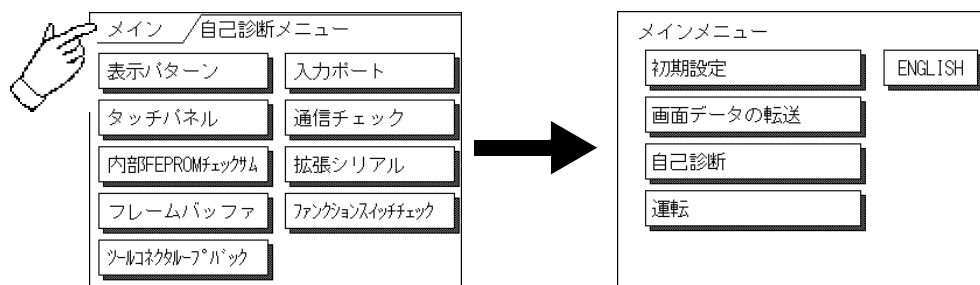 メイン 自己診断メニュー
表示パターン 入力ポート
タッチパネル 通信チェック
内部FEPROMﾁｪｯｸｻﾑ 拡張シリアル
フレームバッファ ﾌｧﾝｸｼｮﾝｽｲｯﾁﾁｪｯｸ
ﾂｰﾙｺﾈｸﾀﾙｰﾌﾟﾊﾞｯｸ
メインメニュー
初期設定 ENGLISH
画面データの転送
自己診断
運転